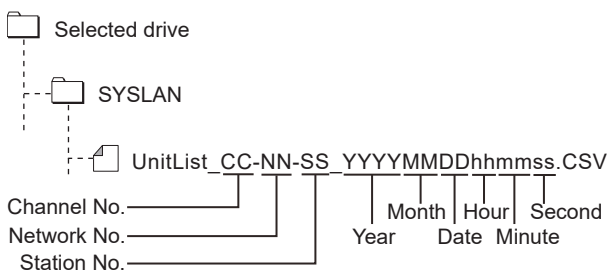 Selected drive
SYSLAN
UnitList_CC-NN-SS_YYYYMMDDhhmmss.CSV
Channel No.
Network No.
Station No.
Month Hour Second
Year Date Minute